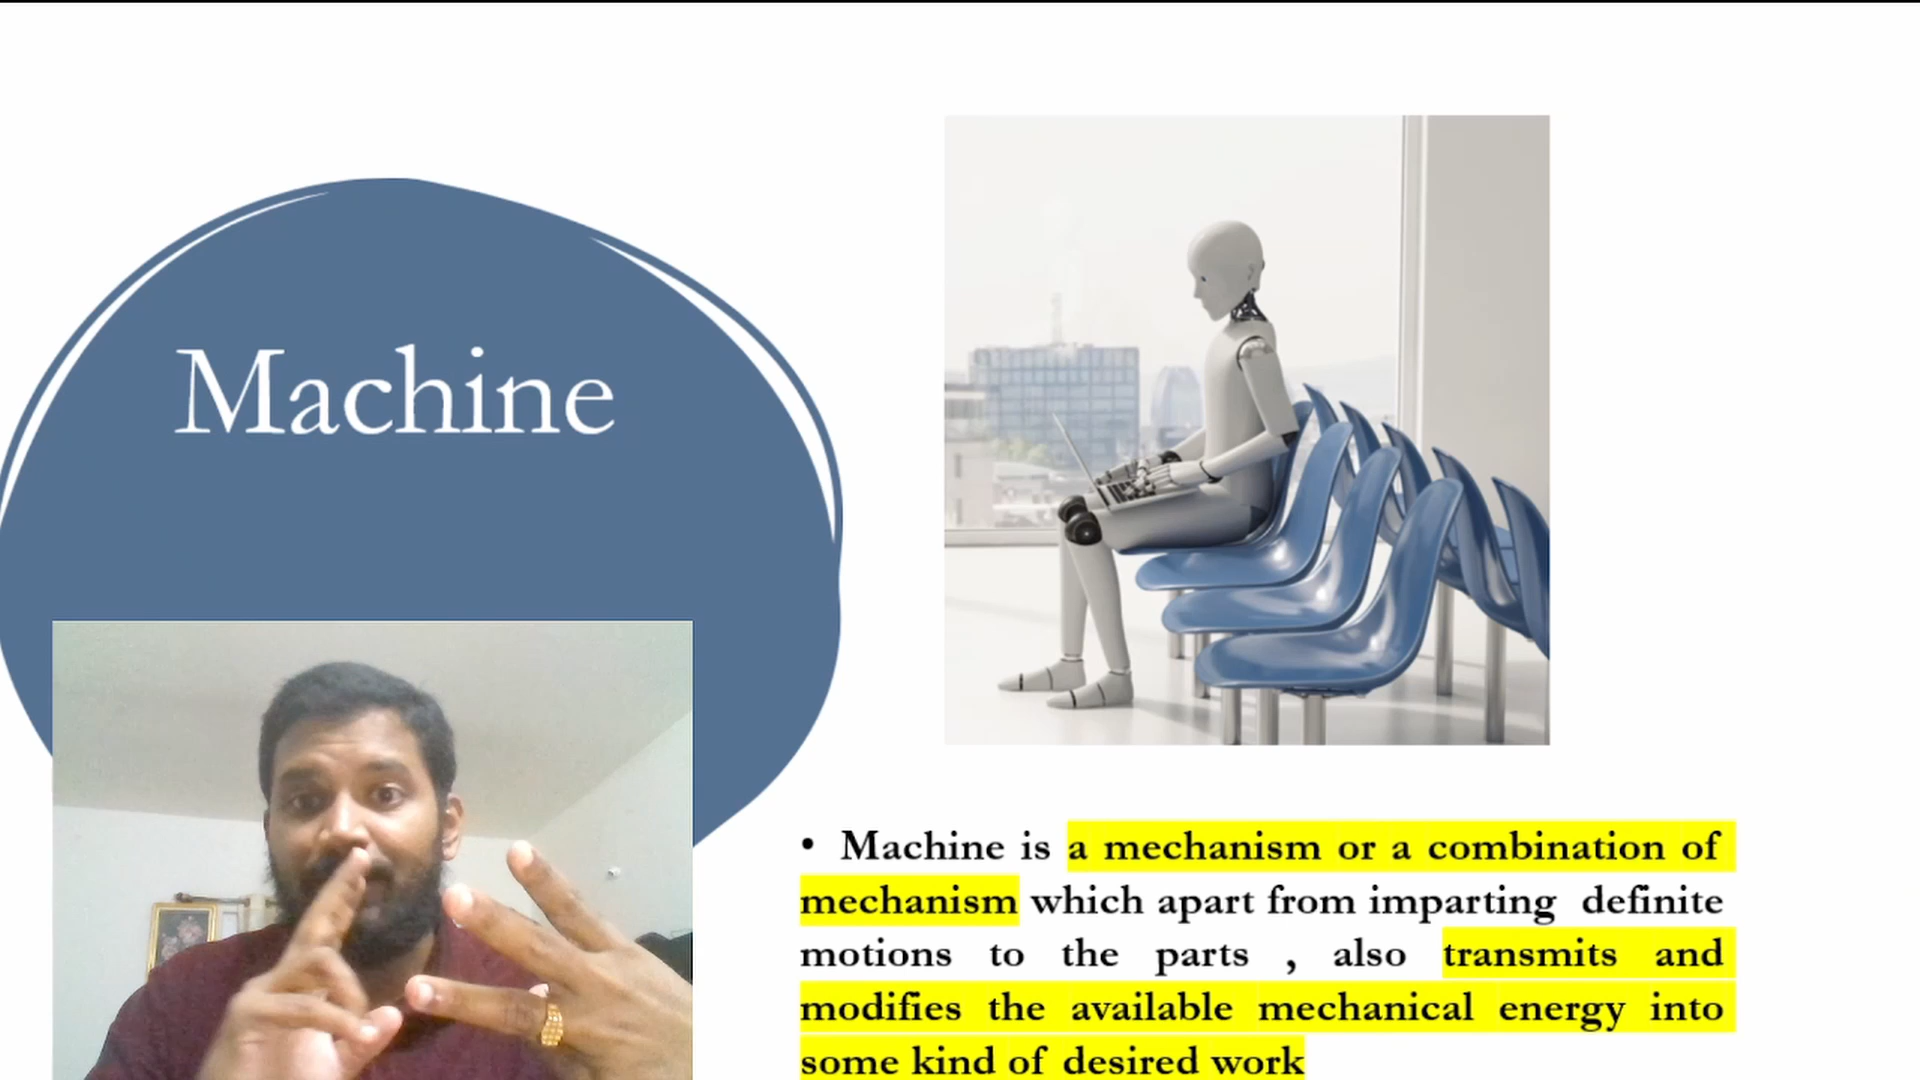 Machine
• Machine is a mechanism or a combination of
mechanism which apart from imparting definite
motions to the parts , also transmits and
modifies the available mechanical energy into
some kind of desired work